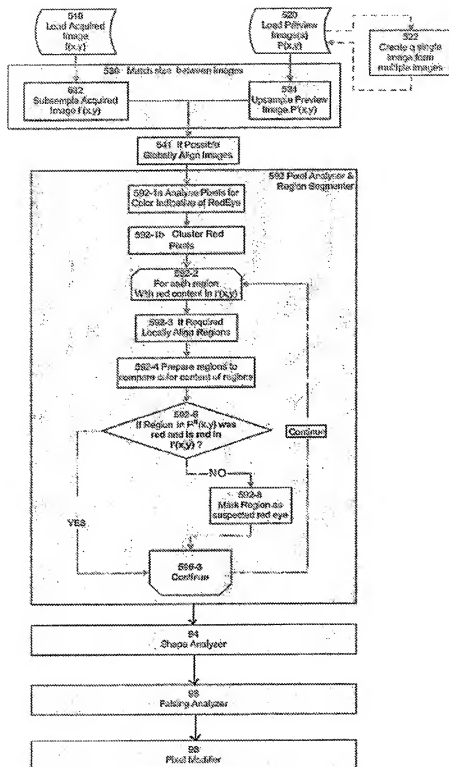 510
Load Acquired
Image
I(x,y)
520
Load Preview
Image(s)
P(x,y)
522
Create a single
Image from
multiple images
530 Match size between images
532
Subsample Acquired
Image I'(x,y)
534
Upsample Preview
Image P'(x,y)
541 If Possible
Globally Align Images
592 Pixel Analyser &
Region Segmenter
592-1a Analyse Pixels for
Color Indicative of RedEye
592-1b Cluster Red
Pixels
592-2
For each region
With red content in I'(x,y)
592-3 If Required
Locally Align Regions
592-4 Prepare regions to
compare color content of regions
If Region in P"(x,y) was
red and is red in
I'(x,y) ?
Continue
NO
592-8
Mark Region as
suspected red eye
YES
Continue
94
Shape Analyzer
98
Falsing Analyzer
Pixel Modifier